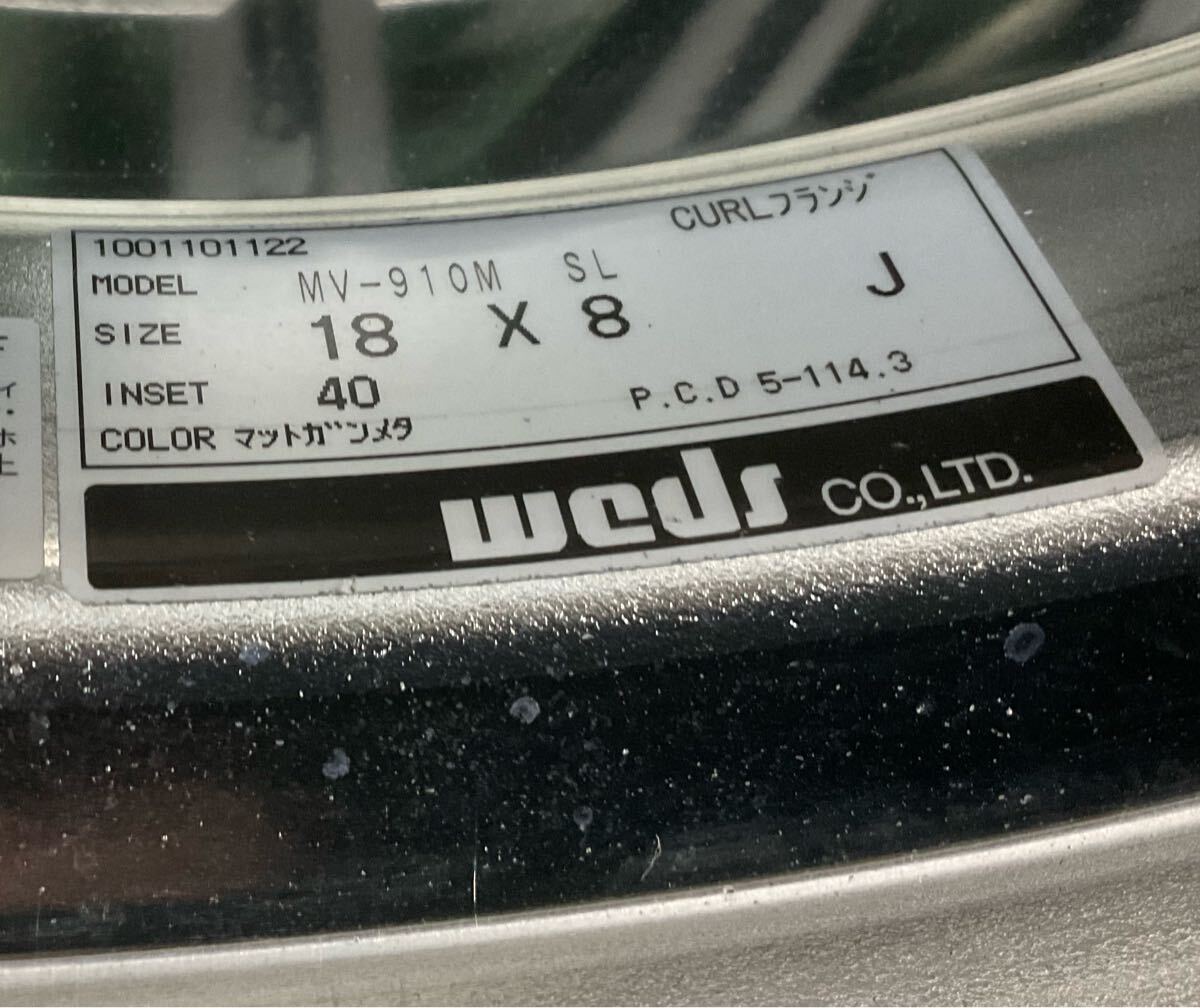 1001101122
CURLフランジ
MODEL MV-910M SL
SIZE 18 X 8 J
INSET 40 P.C.D 5-114.3
COLOR マットガンメタ
weds CO.,LTD.